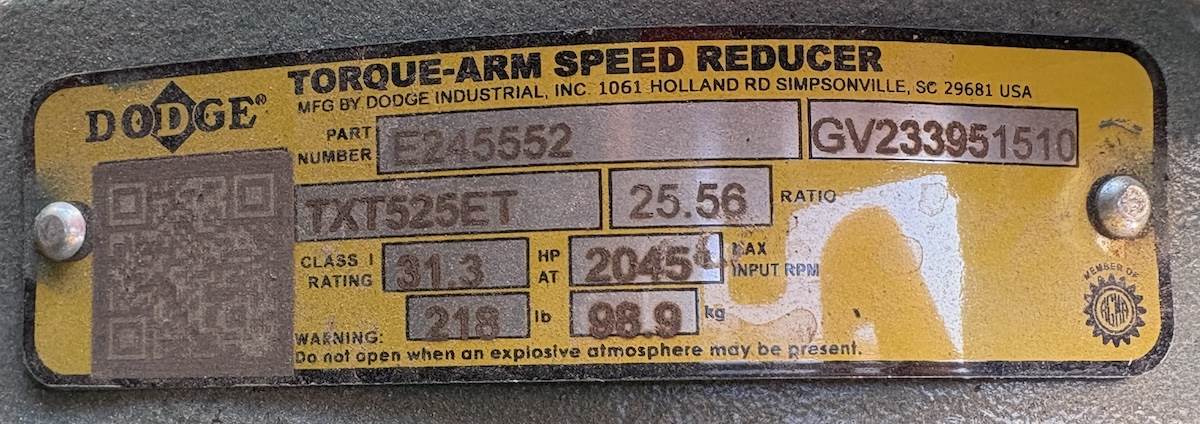 DODGE®
TORQUE-ARM SPEED REDUCER
MFG BY DODGE INDUSTRIAL, INC. 1061 HOLLAND RD SIMPSONVILLE, SC 29681 USA
PART NUMBER E245552 GV233951510
TXT525ET 25.56 RATIO
CLASS I RATING 31.3 HP AT 2045 MAX INPUT RPM
218 lb 98.9 kg
WARNING:
Do not open when an explosive atmosphere may be present.
MEMBER OF
AGMA